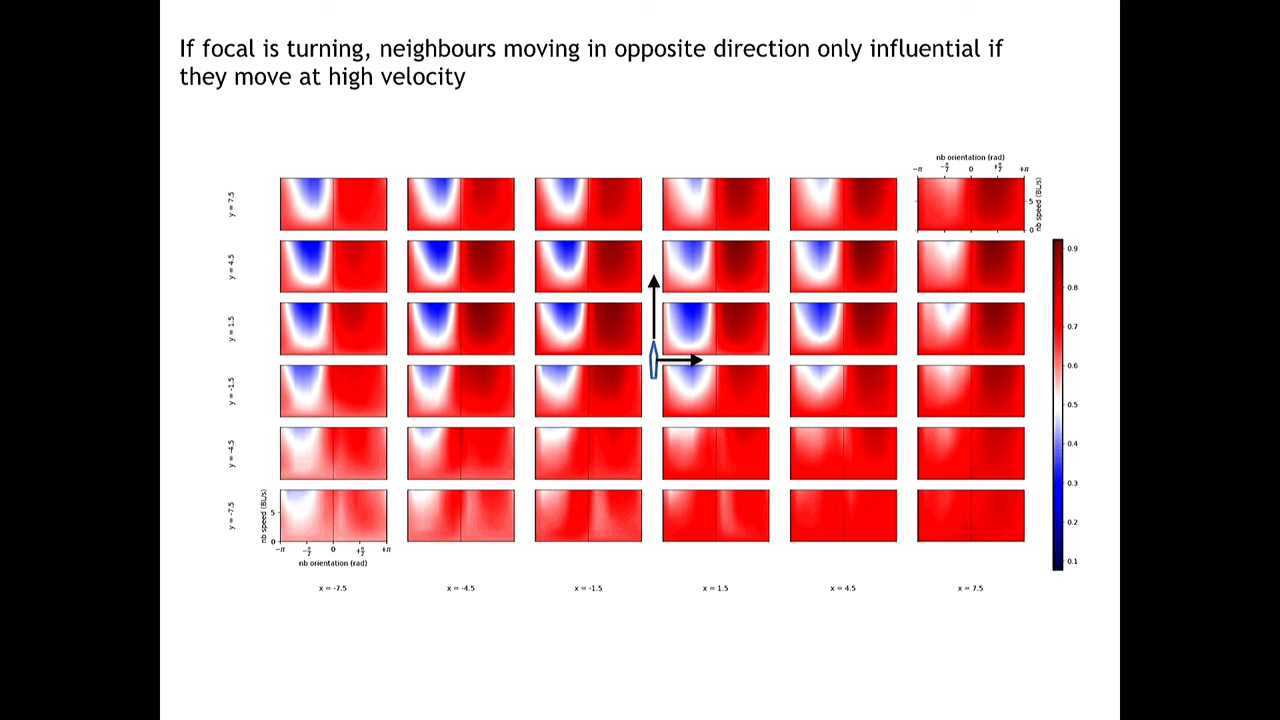 If focal is turning, neighbours moving in opposite direction only influential if
they move at high velocity
nb orientation (rad)
−π −π/2 0 +π/2 +π
y = 7.5
5
0
nb speed (BL/s)
y = 4.5
0.9
0.8
y = 1.5
0.7
y = -1.5
0.6
0.5
y = -4.5
0.4
0.3
y = -7.5
nb speed (BL/s)
5
0
0.2
0.1
−π −π/2 0 +π/2 +π
nb orientation (rad)
x = -7.5 x = -4.5 x = -1.5 x = 1.5 x = 4.5 x = 7.5